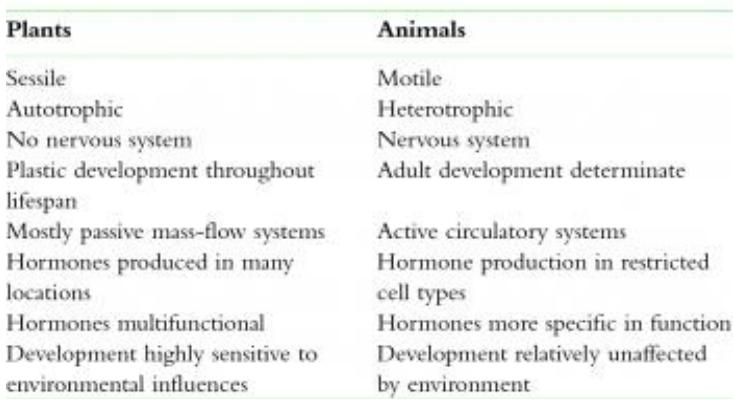 Plants Animals
Sessile Motile
Autotrophic Heterotrophic
No nervous system Nervous system
Plastic development throughout Adult development determinate
lifespan
Mostly passive mass-flow systems Active circulatory systems
Hormones produced in many Hormone production in restricted
locations cell types
Hormones multifunctional Hormones more specific in function
Development highly sensitive to Development relatively unaffected
environmental influences by environment